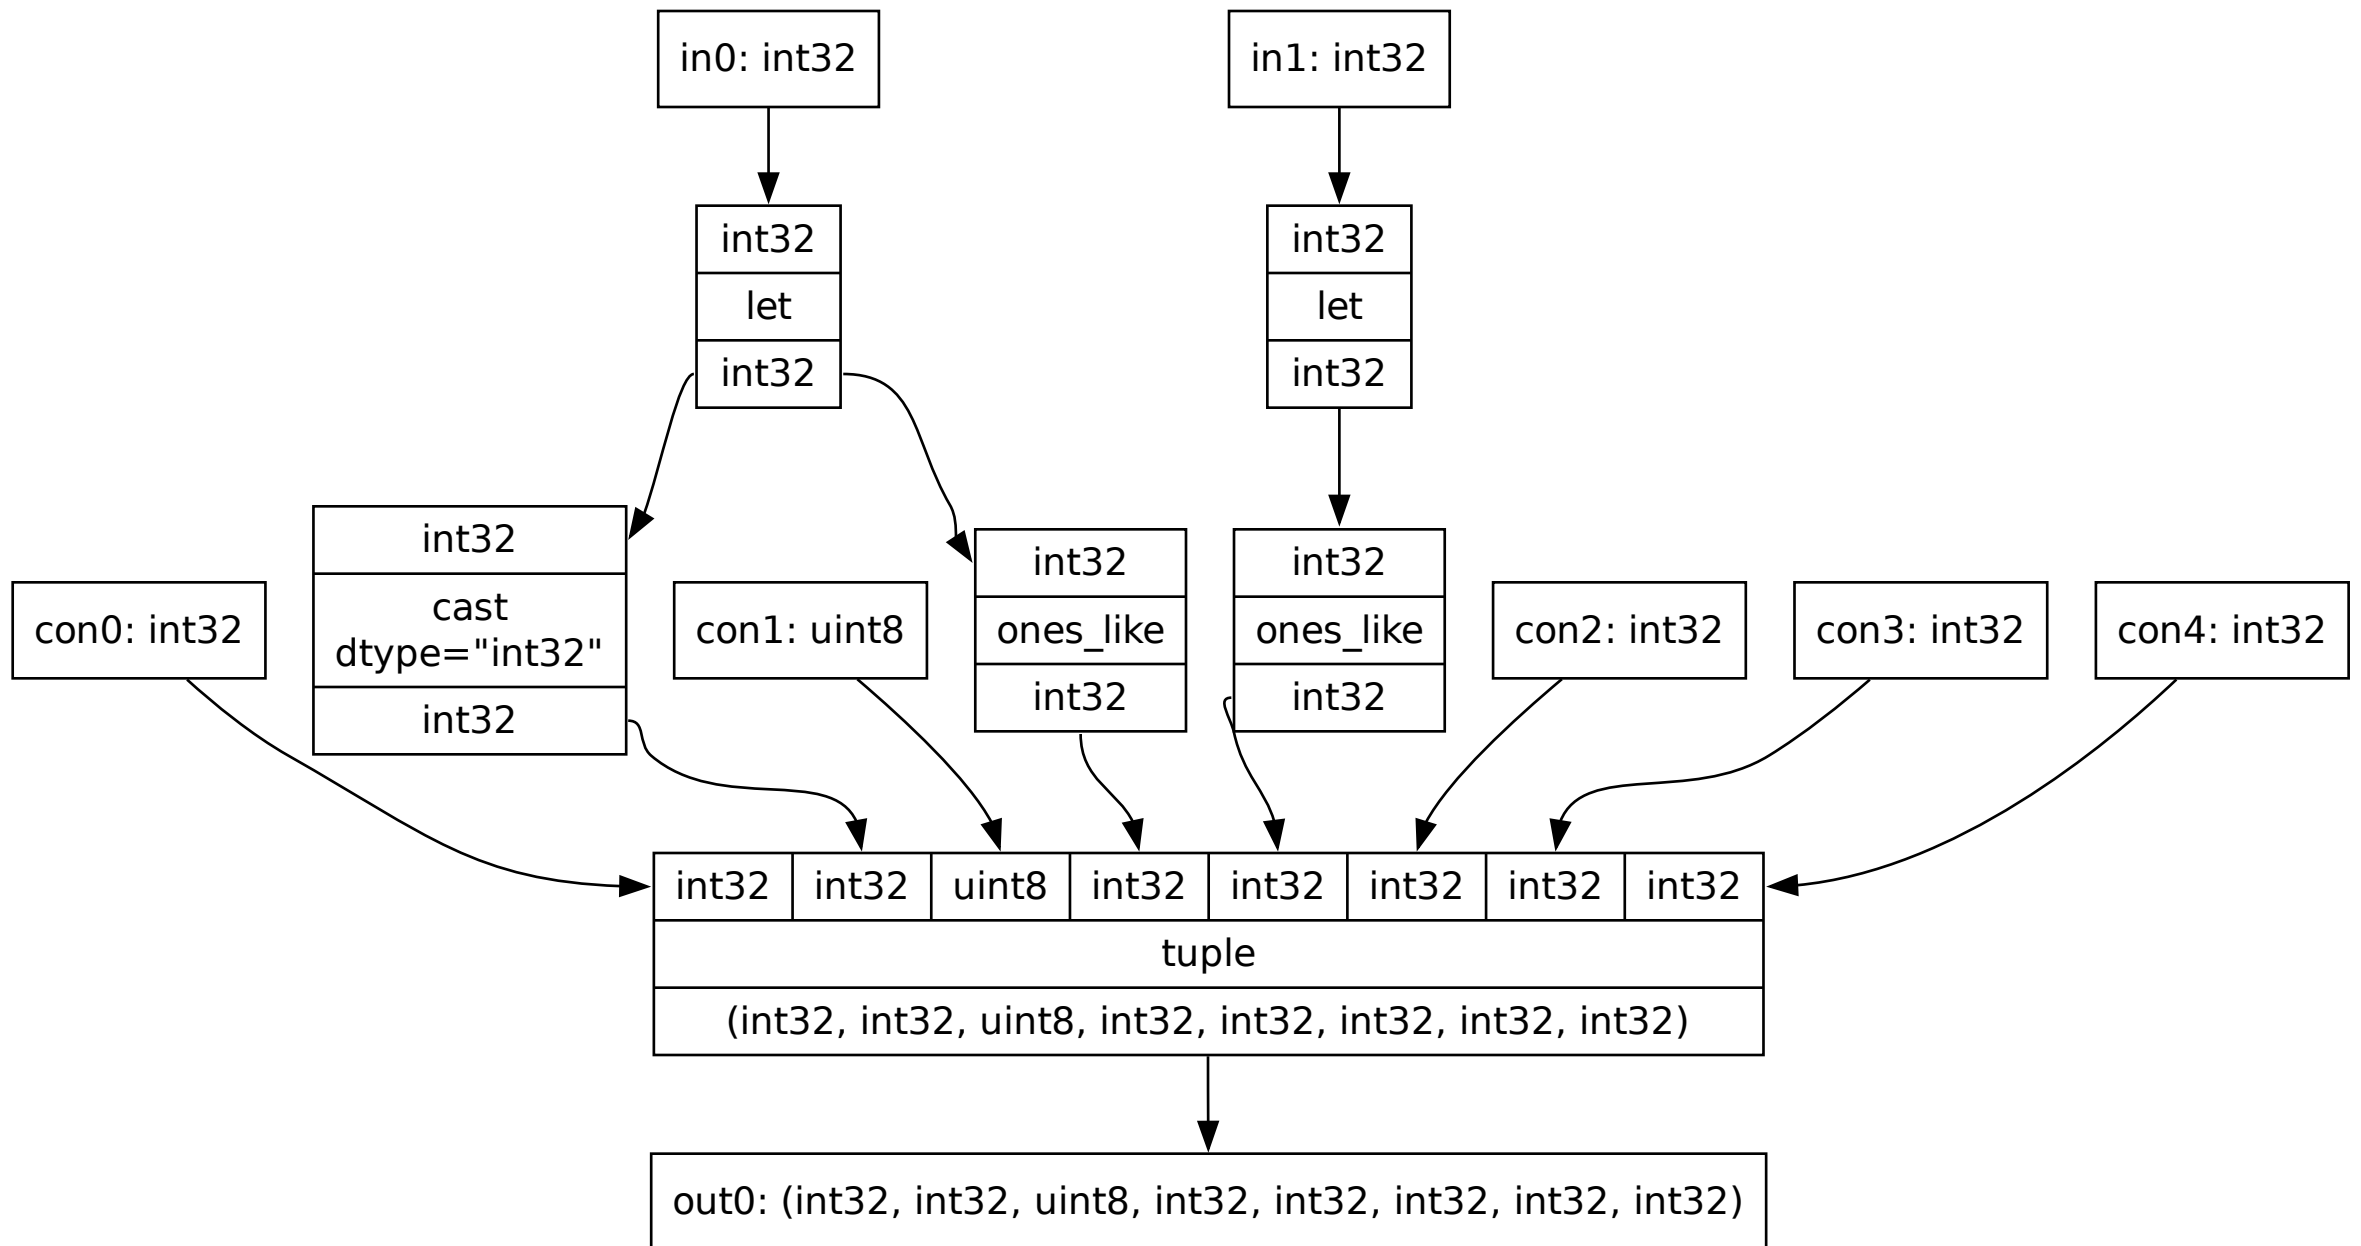 in0: int32
in1: int32
int32
let
int32
int32
let
int32
int32
cast
dtype="int32"
int32
int32
ones_like
int32
int32
ones_like
int32
con0: int32
con1: uint8
con2: int32
con3: int32
con4: int32
int32 int32 uint8 int32 int32 int32 int32 int32
tuple
(int32, int32, uint8, int32, int32, int32, int32, int32)
out0: (int32, int32, uint8, int32, int32, int32, int32, int32)